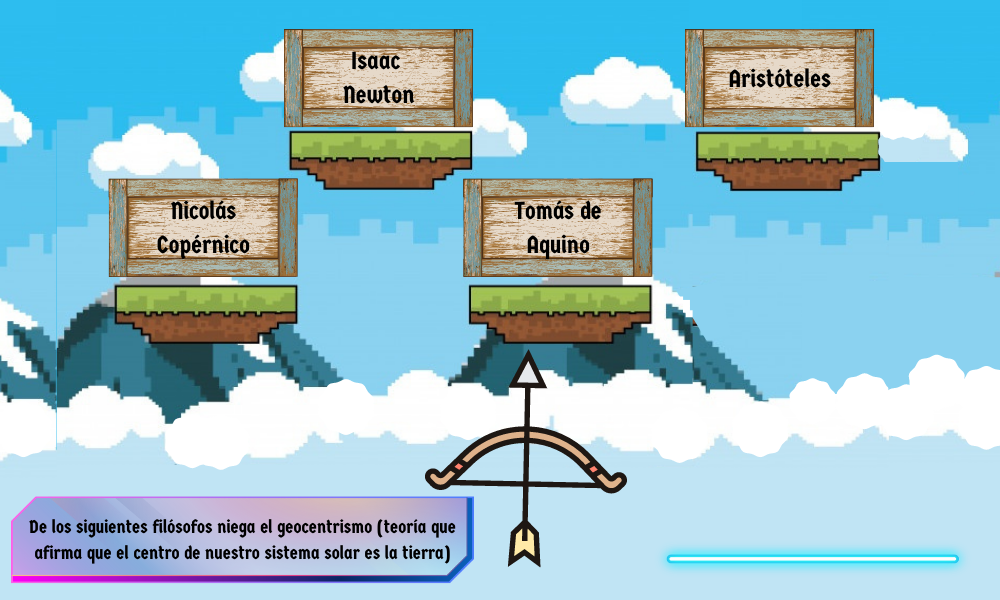 Isaac
Newton
Aristóteles
Nicolás
Copérnico
Tomás de
Aquino
De los siguientes filósofos niega el geocentrismo (teoría que
afirma que el centro de nuestro sistema solar es la tierra)